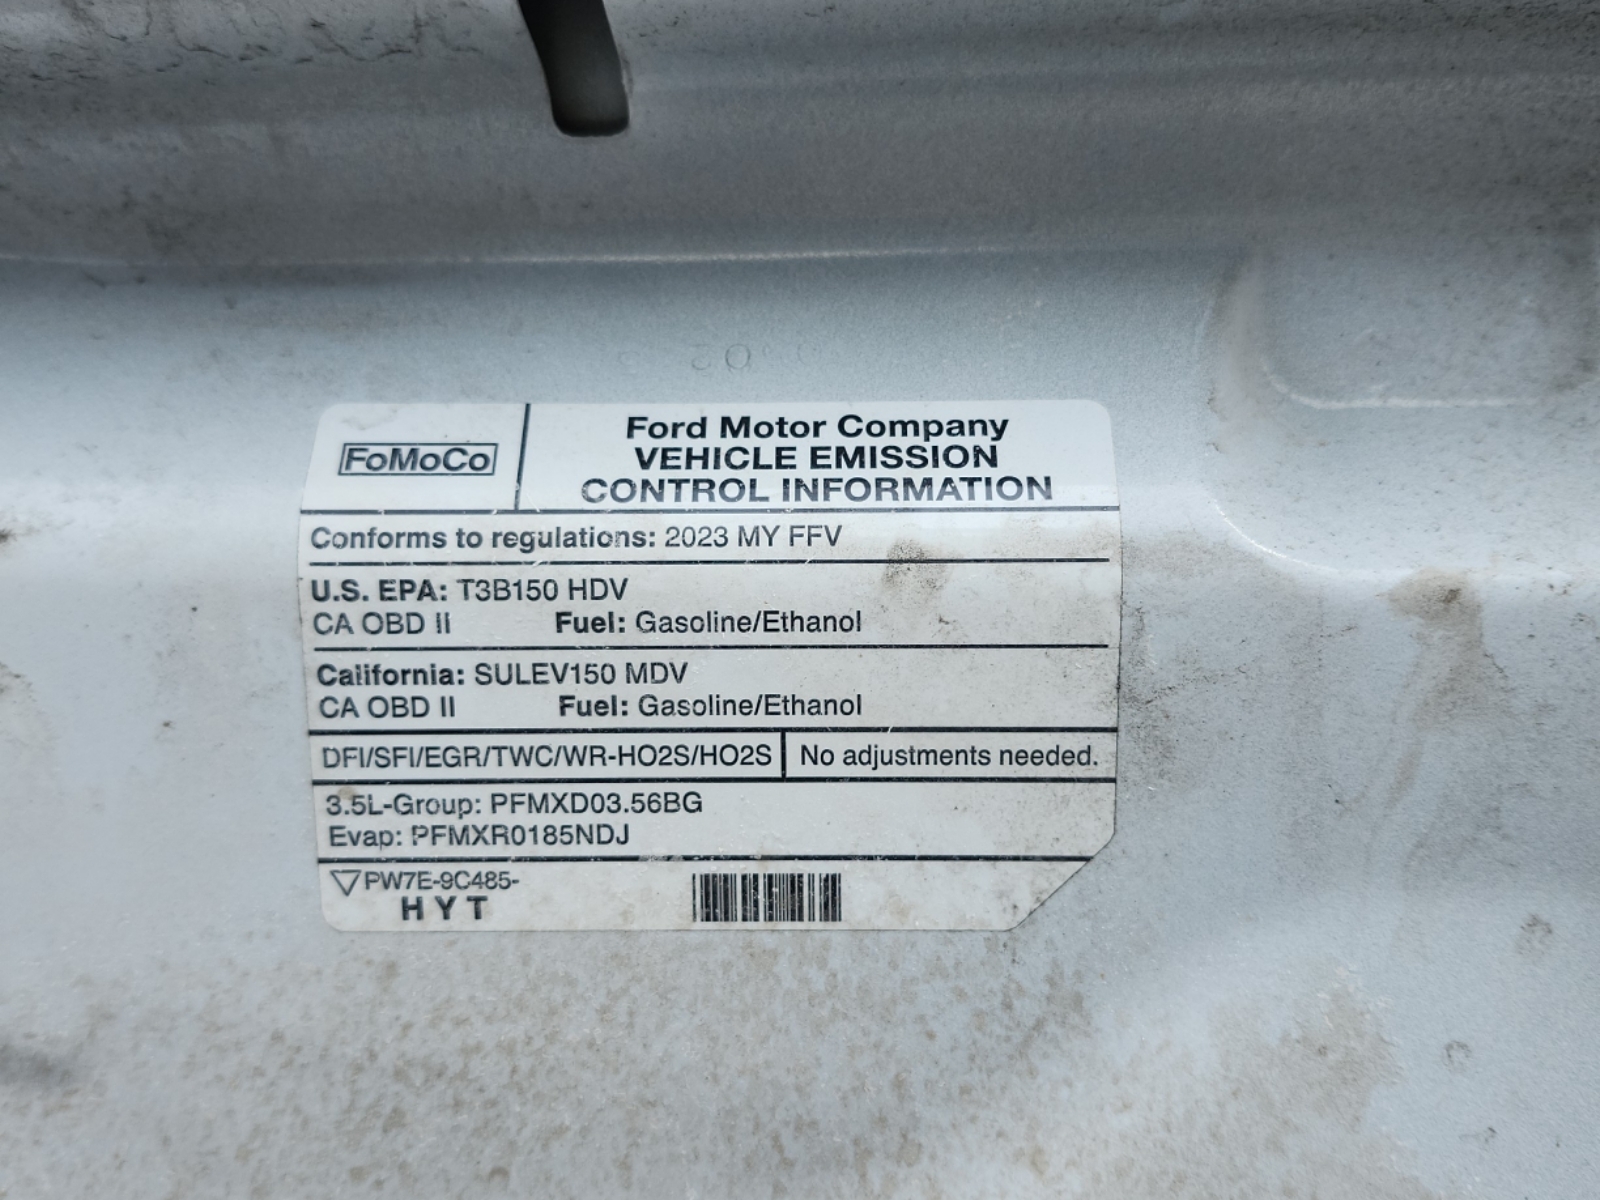 FoMoCo
Ford Motor Company
VEHICLE EMISSION
CONTROL INFORMATION
Conforms to regulations: 2023 MY FFV
U.S. EPA: T3B150 HDV
CA OBD II Fuel: Gasoline/Ethanol
California: SULEV150 MDV
CA OBD II Fuel: Gasoline/Ethanol
DFI/SFI/EGR/TWC/WR-HO2S/HO2S No adjustments needed.
3.5L-Group: PFMXD03.56BG
Evap: PFMXR0185NDJ
PW7E-9C485-
HYT